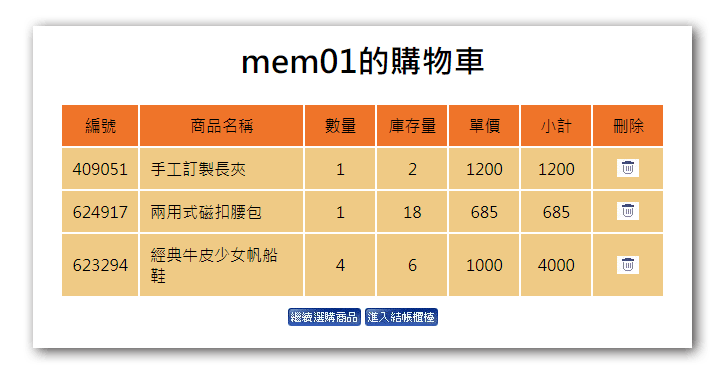 mem01的購物車
編號 商品名稱 數量 庫存量 單價 小計 刪除
409051 手工訂製長夾 1 2 1200 1200
624917 兩用式磁扣腰包 1 18 685 685
623294 經典牛皮少女帆船 4 6 1000 4000
鞋
繼續選購商品 進入結帳櫃檯